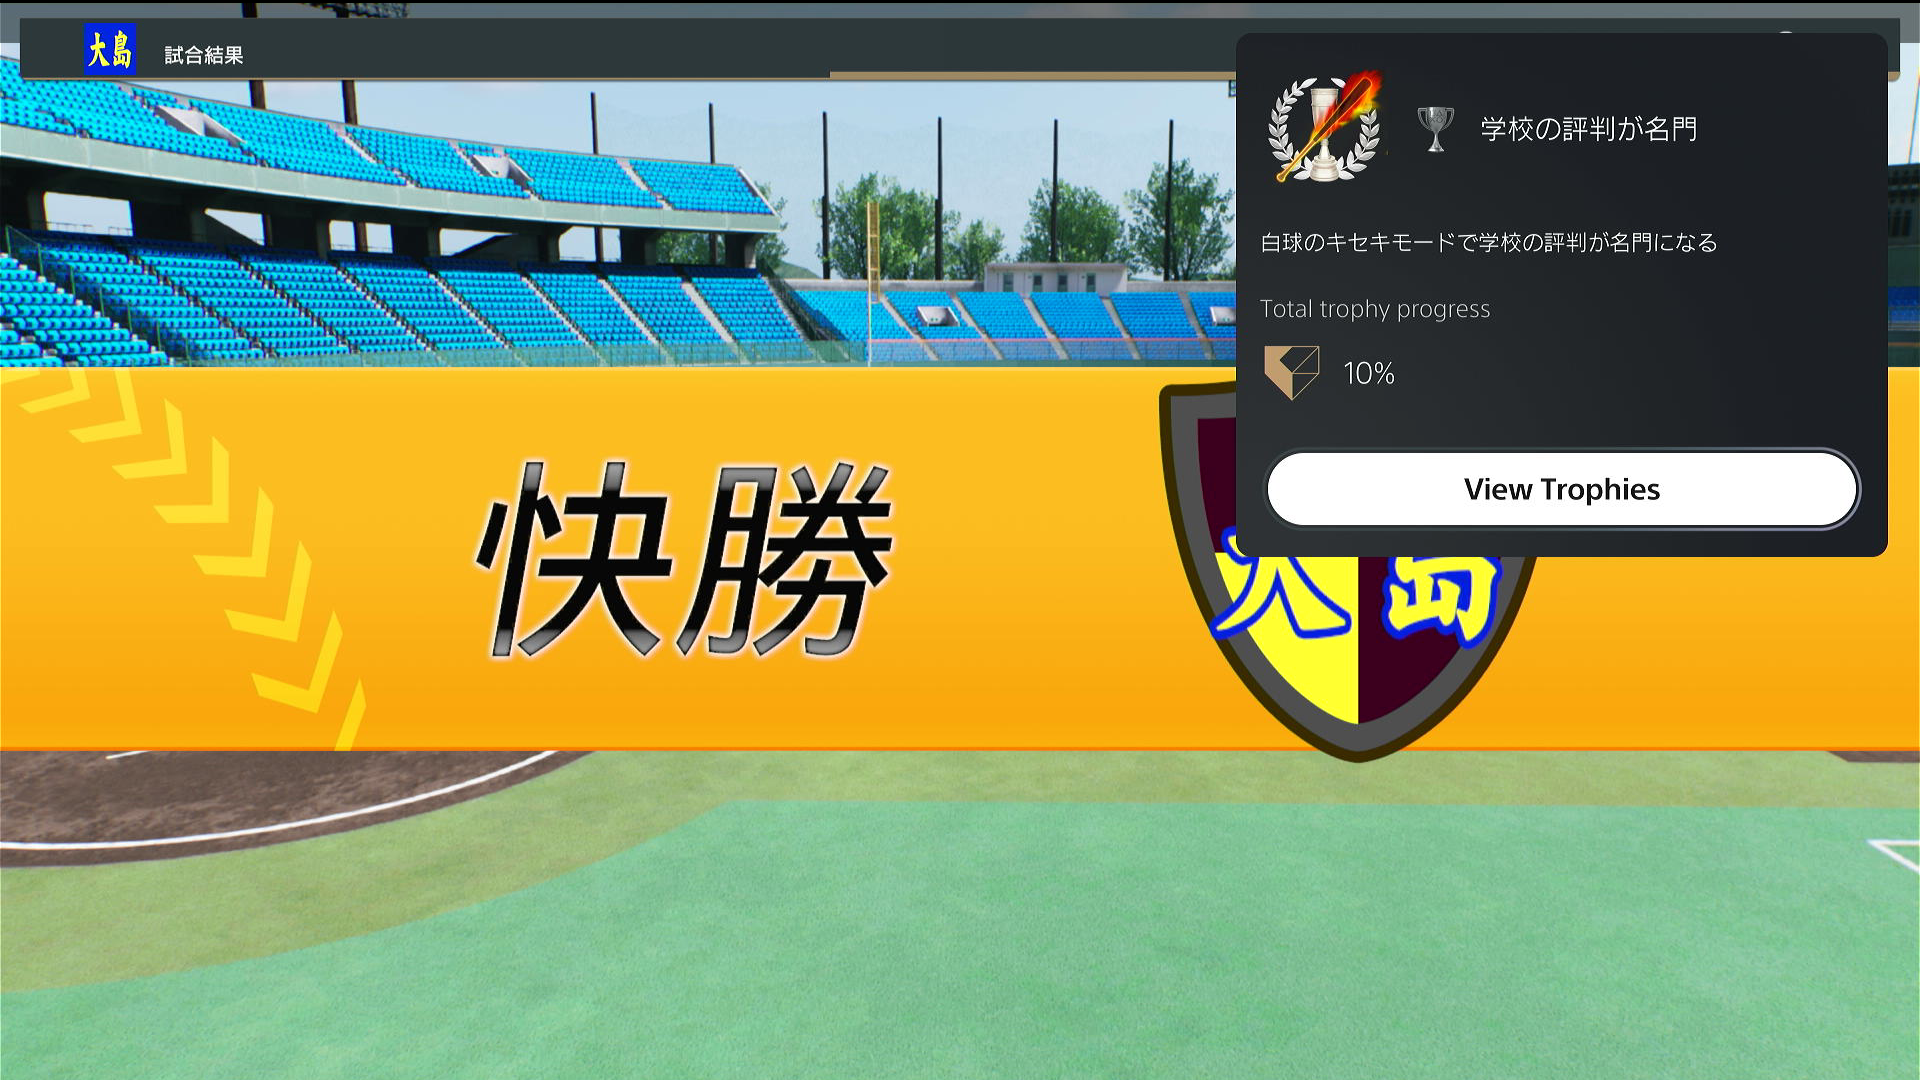 大島
試合結果
学校の評判が名門
白球のキセキモードで学校の評判が名門になる
Total trophy progress
10%
View Trophies
快勝
大島